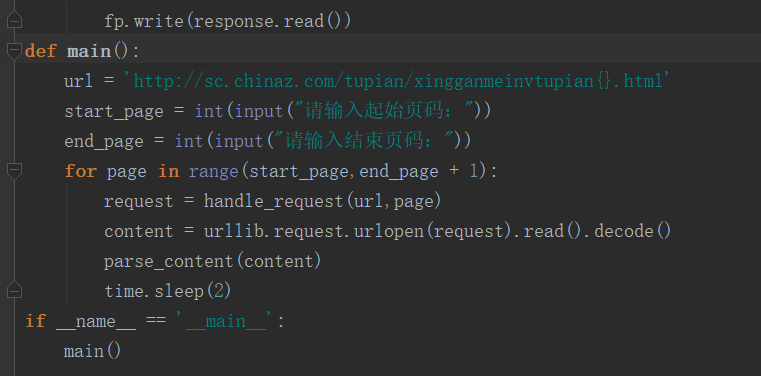 fp.write(response.read())
def main():
url = 'http://sc.chinaz.com/tupian/xingganmeinvtupian{}.html'
start_page = int(input("请输入起始页码："))
end_page = int(input("请输入结束页码："))
for page in range(start_page,end_page + 1):
request = handle_request(url,page)
content = urllib.request.urlopen(request).read().decode()
parse_content(content)
time.sleep(2)
if __name__ == '__main__':
main()